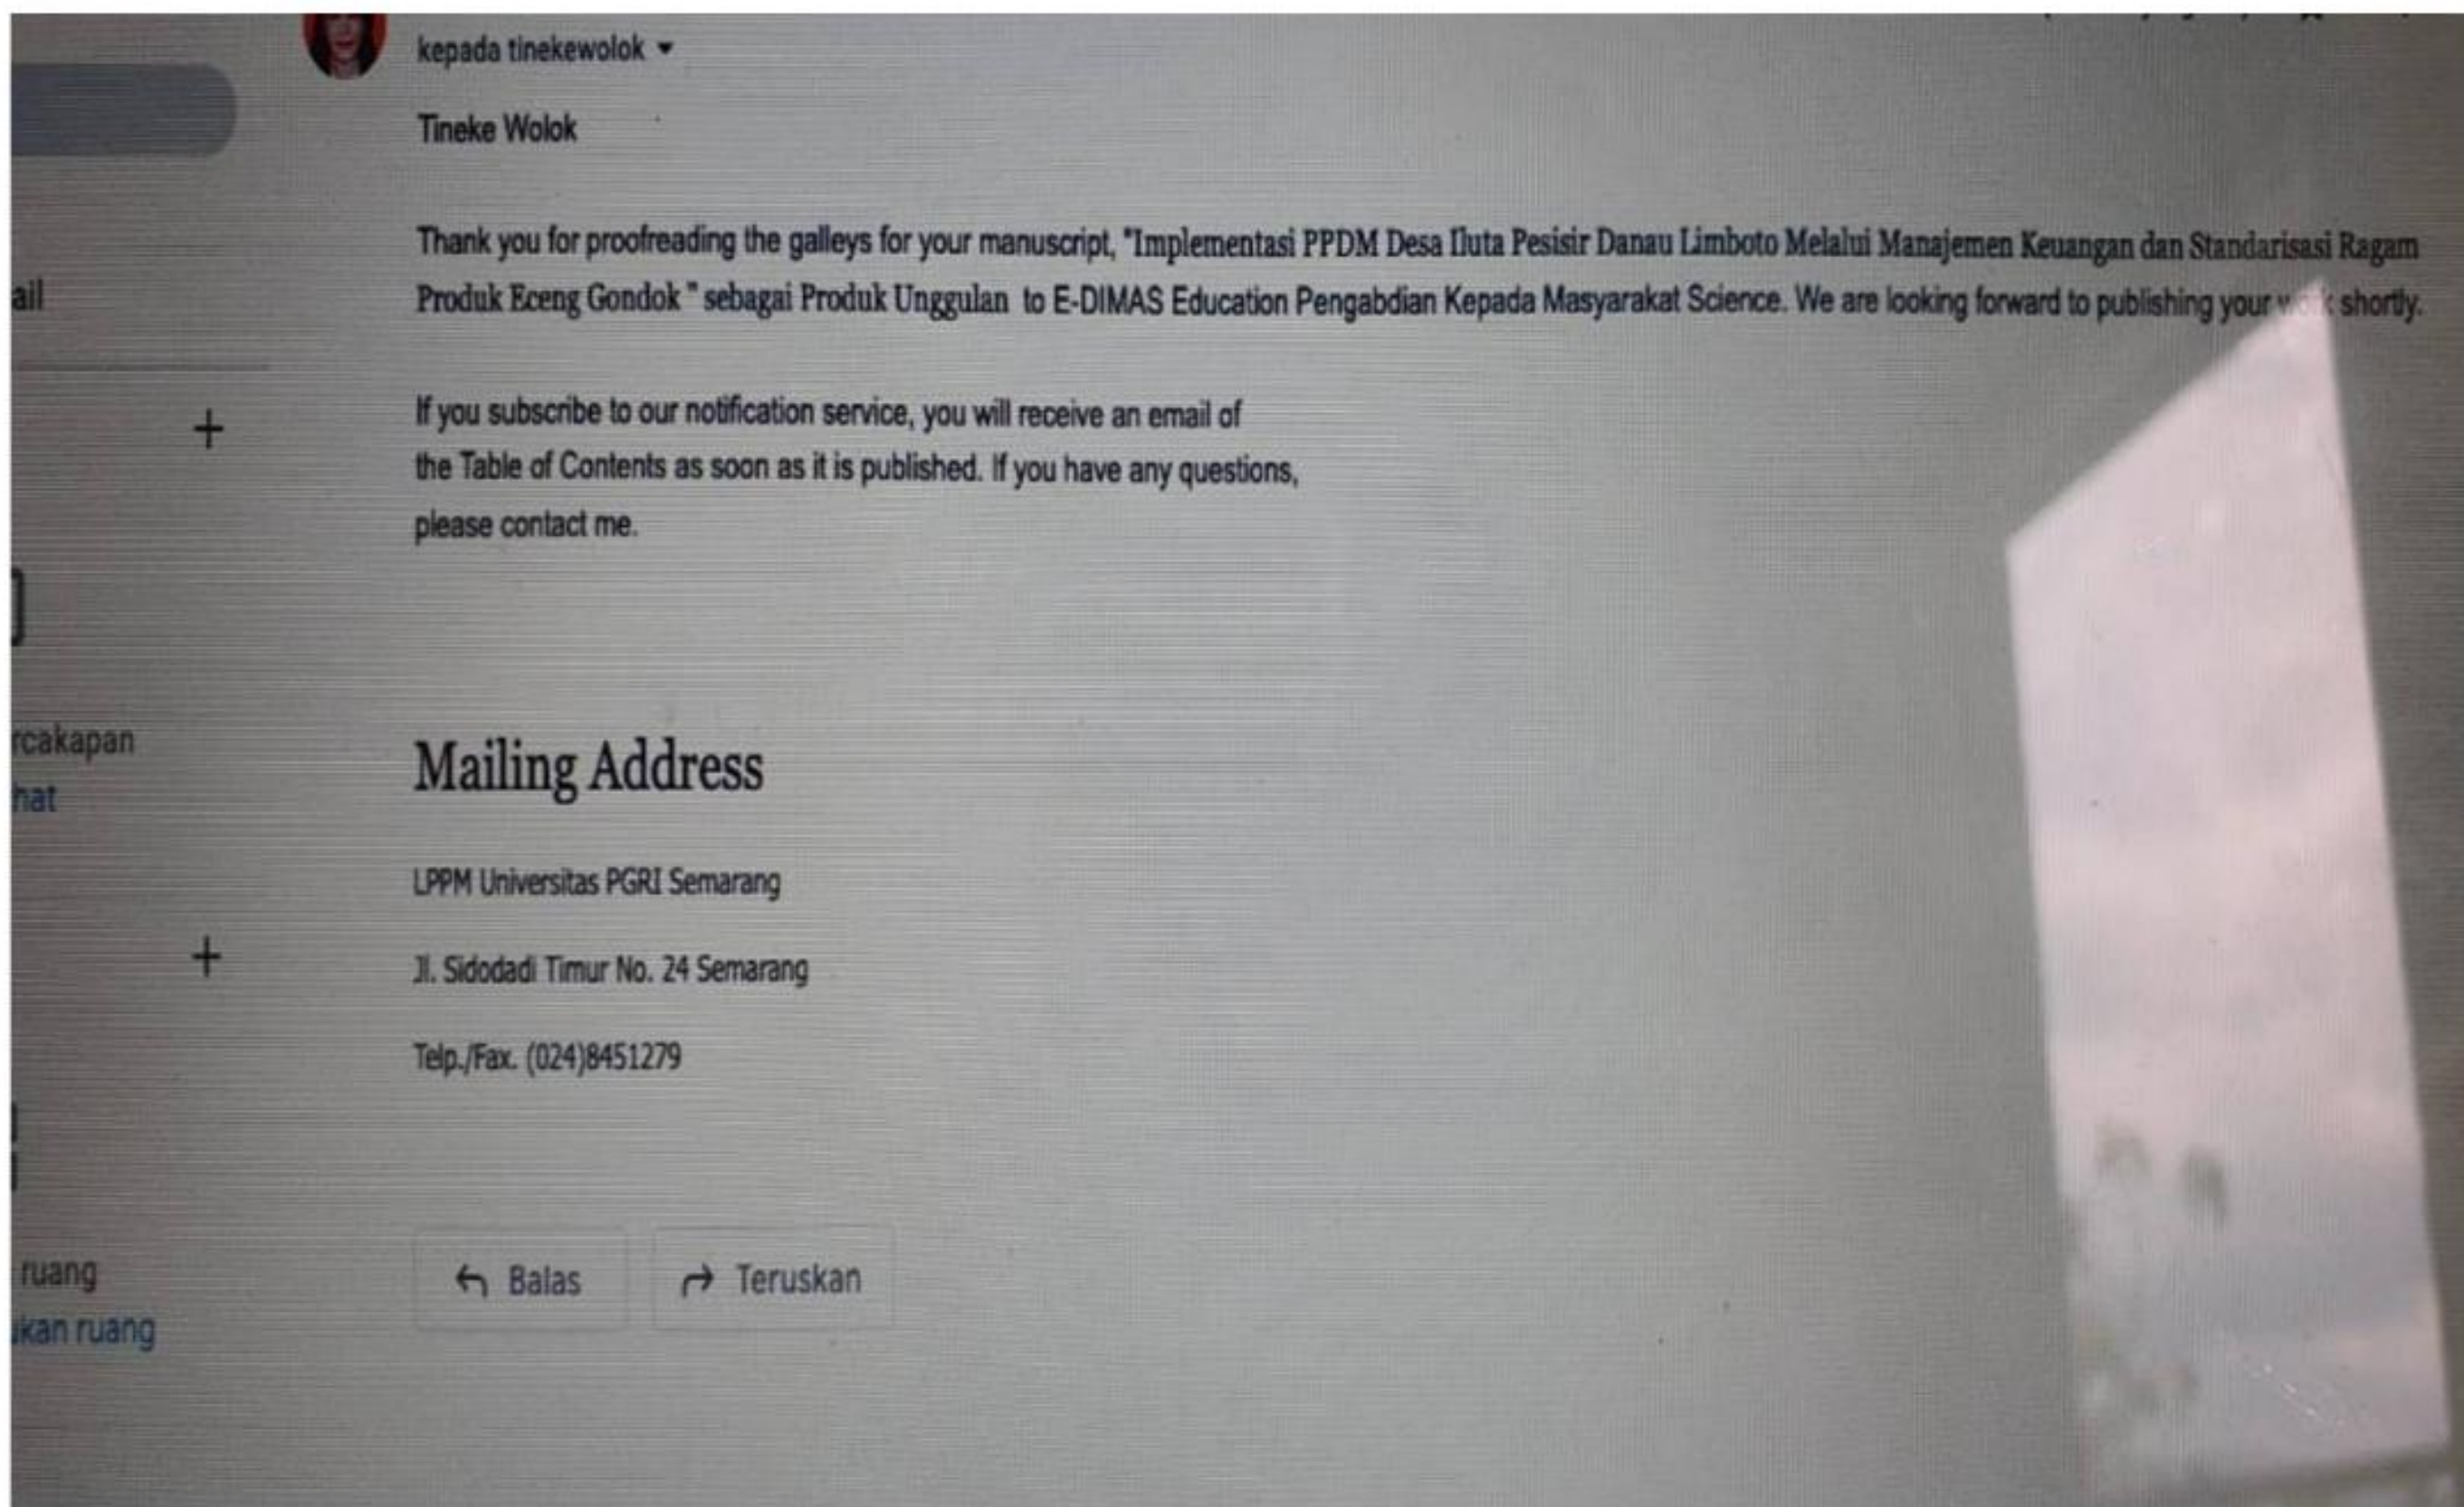 kepada tinekewolok
Tineke Wolok
Thank you for proofreading the galleys for your manuscript, "Implementasi PPDM Desa Iluta Pesisir Danau Limboto Melalui Manajemen Keuangan dan Standarisasi Ragam
Produk Eceng Gondok " sebagai Produk Unggulan to E-DIMAS Education Pengabdian Kepada Masyarakat Science. We are looking forward to publishing your work shortly.
ail
If you subscribe to our notification service, you will receive an email of
the Table of Contents as soon as it is published. If you have any questions,
please contact me.
rcakapan
hat
Mailing Address
LPPM Universitas PGRI Semarang
Jl. Sidodadi Timur No. 24 Semarang
Telp./Fax. (024)8451279
Balas Teruskan
ruang
ukan ruang